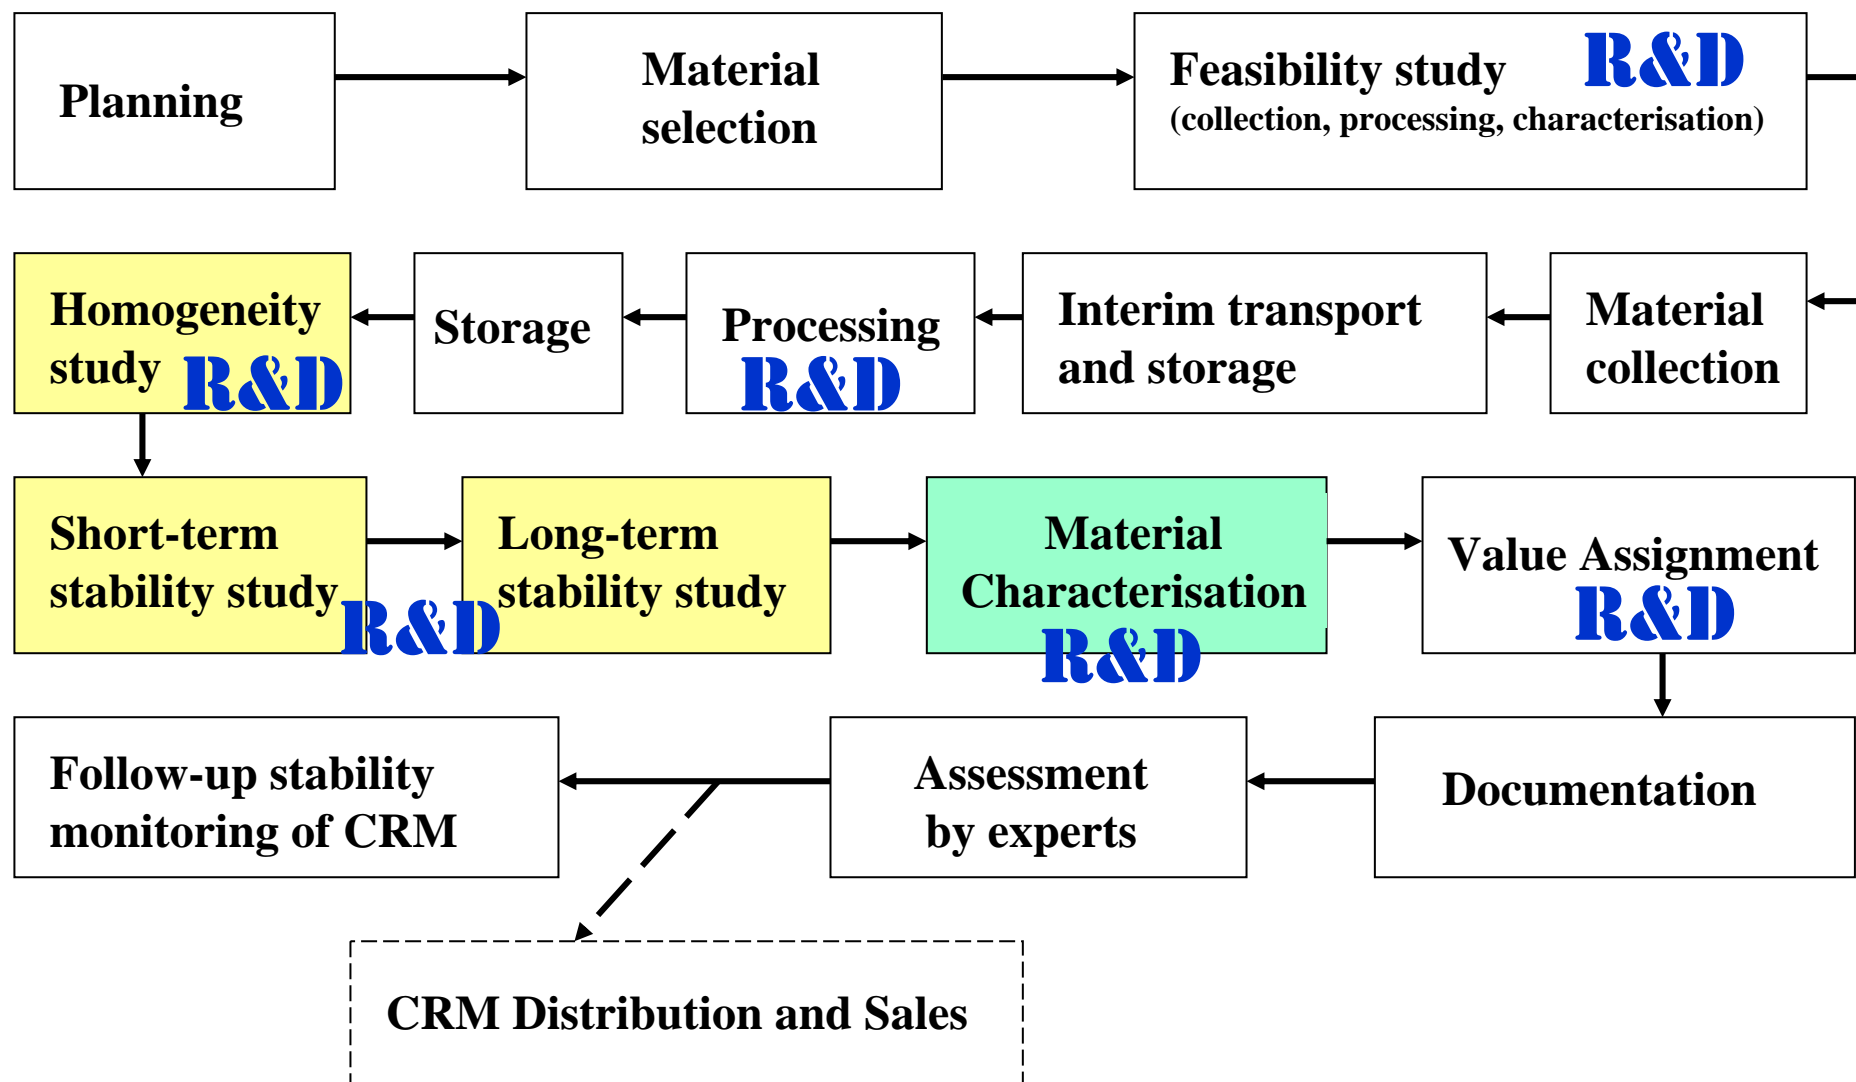 Planning
Material
selection
Feasibility study R&D
(collection, processing, characterisation)
Material
collection
Interim transport
and storage
Processing
R&D
Storage
Homogeneity
study R&D
Short-term
stability study
R&D
Long-term
stability study
Material
Characterisation
R&D
Value Assignment
R&D
Documentation
Assessment
by experts
Follow-up stability
monitoring of CRM
CRM Distribution and Sales